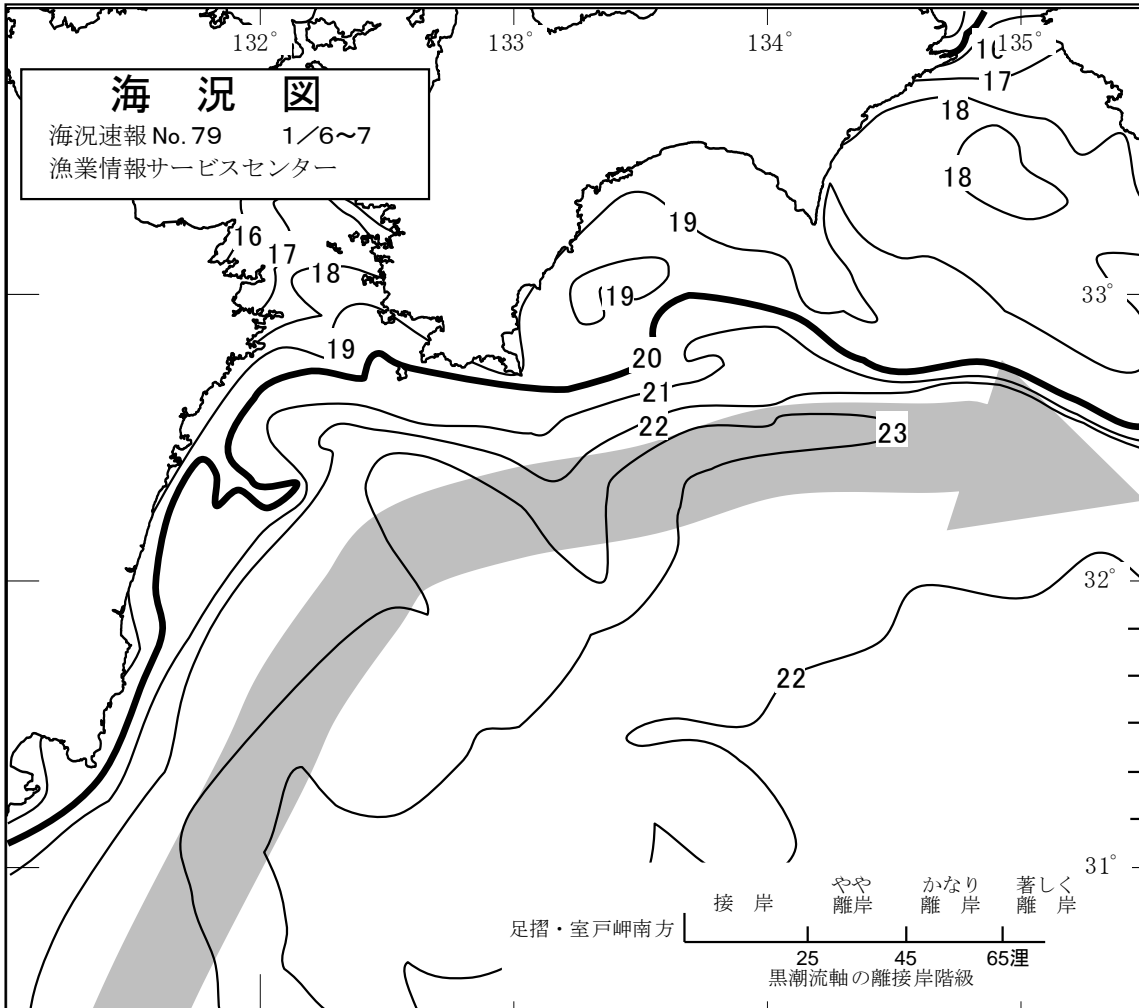 132°
133°
134°
135°
海況図
海況速報 No. 79 1／6～7
漁業情報サービスセンター
17
18
18
16
17
18
19
19
19
33°
20
21
22
23
32°
22
31°
接岸
やや離岸
かなり離岸
著しく離岸
足摺・室戸岬南方
25 45 65浬
黒潮流軸の離接岸階級